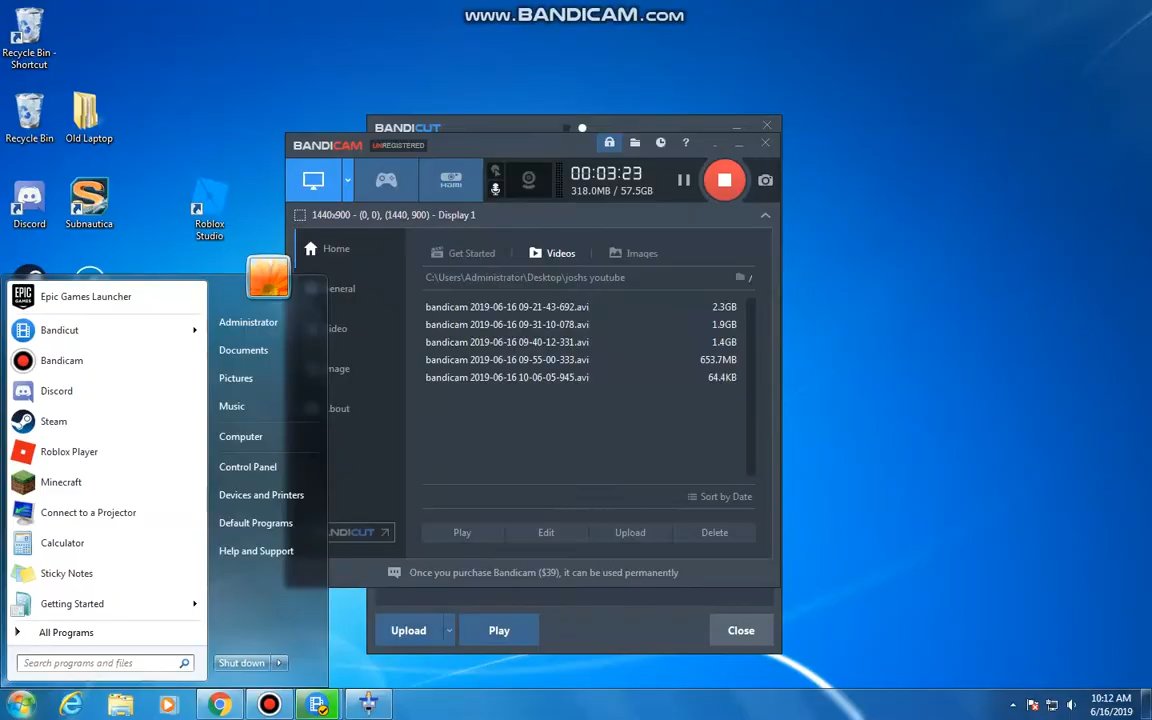 www.BANDICAM.com
Recycle Bin -
Shortcut
Recycle Bin
Old Laptop
Discord
Subnautica
Roblox
Studio
BANDICUT
BANDICAM UNREGISTERED
?
HDMI
00:03:23
318.0MB / 57.5GB
1440x900 - (0, 0), (1440, 900) - Display 1
Home
eneral
ideo
mage
bout
Get Started
Videos
Images
C:\Users\Administrator\Desktop\joshs youtube
/
bandicam 2019-06-16 09-21-43-692.avi 2.3GB
bandicam 2019-06-16 09-31-10-078.avi 1.9GB
bandicam 2019-06-16 09-40-12-331.avi 1.4GB
bandicam 2019-06-16 09-55-00-333.avi 653.7MB
bandicam 2019-06-16 10-06-05-945.avi 64.4KB
Sort by Date
Play Edit Upload Delete
NDICUT
Once you purchase Bandicam ($39), it can be used permanently
Upload Play Close
EPIC
GAMES
Epic Games Launcher
Bandicut
Bandicam
Discord
Steam
Roblox Player
Minecraft
Connect to a Projector
Calculator
Sticky Notes
Getting Started
All Programs
Search programs and files
Administrator
Documents
Pictures
Music
Computer
Control Panel
Devices and Printers
Default Programs
Help and Support
Shut down
10:12 AM
6/16/2019